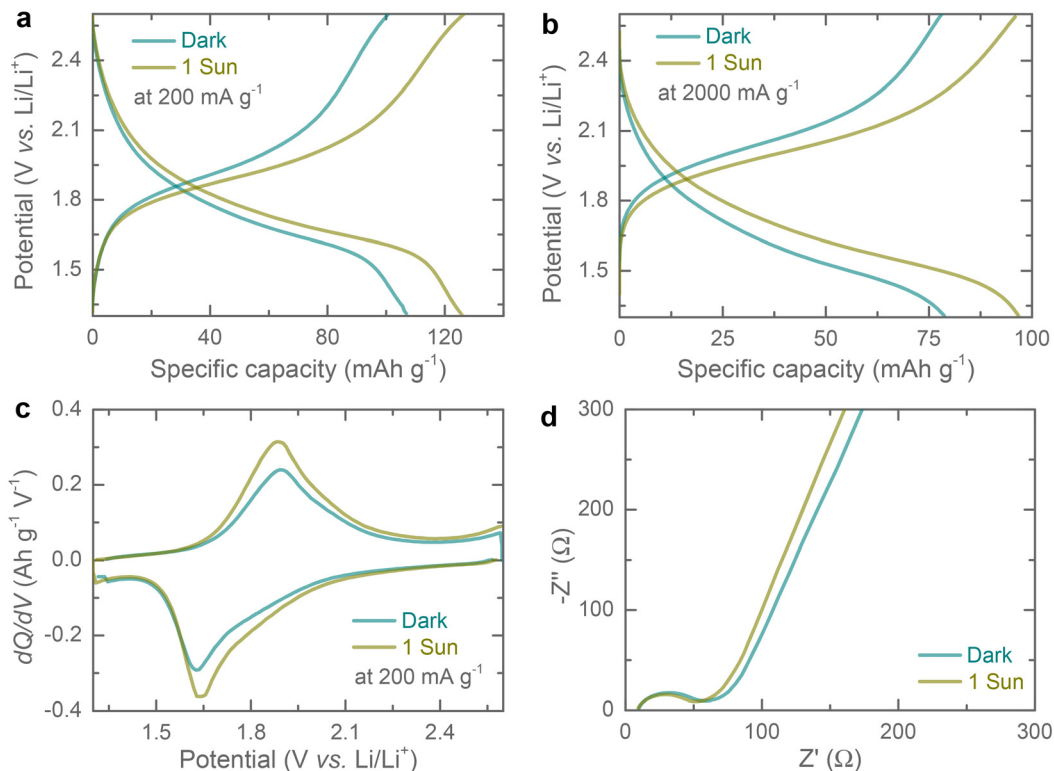 a
Dark
1 Sun
at 200 mA g⁻¹
2.4
2.1
1.8
1.5
Potential (V vs. Li/Li⁺)
0
40
80
120
Specific capacity (mAh g⁻¹)
b
Dark
1 Sun
at 2000 mA g⁻¹
2.4
2.1
1.8
1.5
Potential (V vs. Li/Li⁺)
0
25
50
75
100
Specific capacity (mAh g⁻¹)
c
0.4
0.2
0.0
-0.2
-0.4
dQ/dV (Ah g⁻¹ V⁻¹)
Dark
1 Sun
at 200 mA g⁻¹
1.5
1.8
2.1
2.4
Potential (V vs. Li/Li⁺)
d
300
200
100
0
-Z" (Ω)
Dark
1 Sun
0
100
200
300
Z' (Ω)